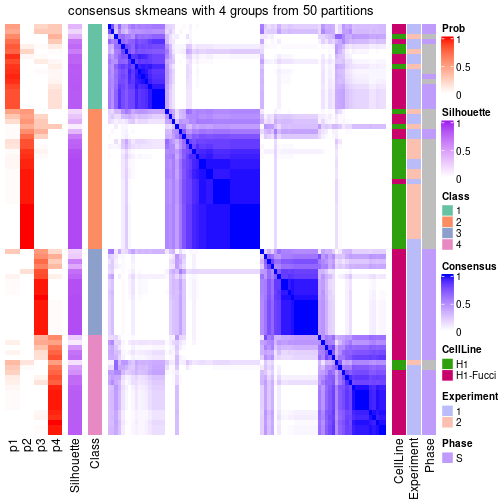 consensus skmeans with 4 groups from 50 partitions
Prob
1
0.5
0
Silhouette
1
0.5
0
Class
1
2
3
4
Consensus
1
0.5
0
CellLine
H1
H1-Fucci
Experiment
1
2
Phase
S
p1
p2
p3
p4
Silhouette
Class
CellLine
Experiment
Phase